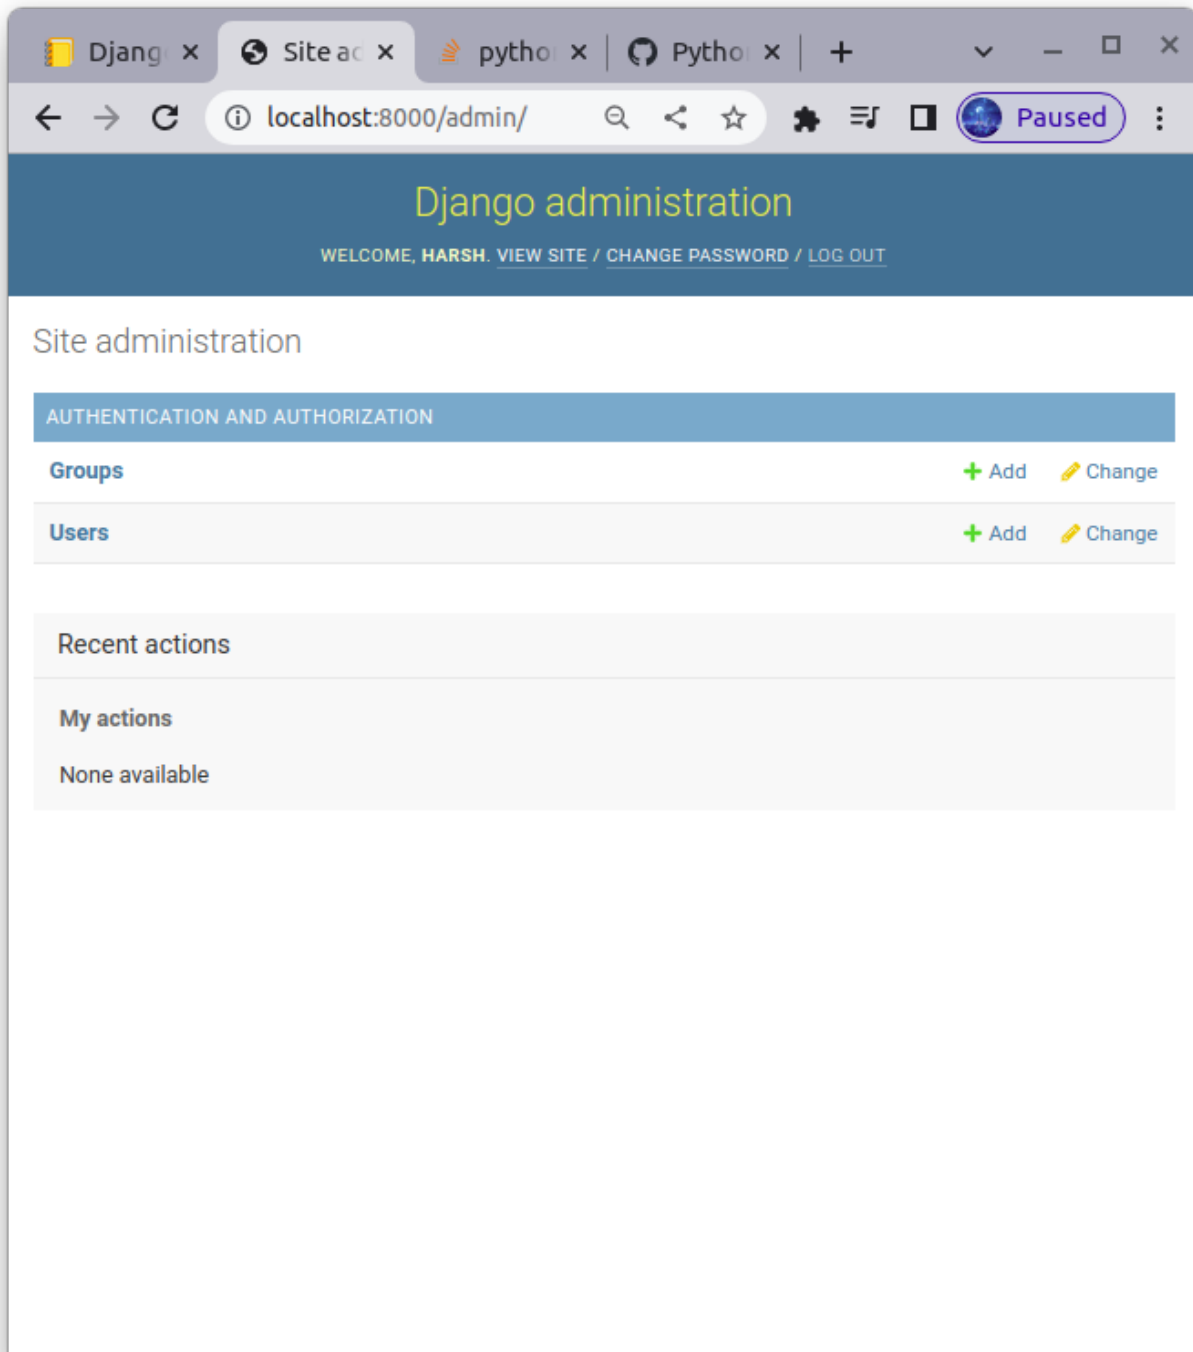 Djang
Site ac
pytho
Pytho
localhost:8000/admin/
Paused
Django administration
WELCOME, HARSH. VIEW SITE / CHANGE PASSWORD / LOG OUT
Site administration
AUTHENTICATION AND AUTHORIZATION
Groups Add Change
Users Add Change
Recent actions
My actions
None available